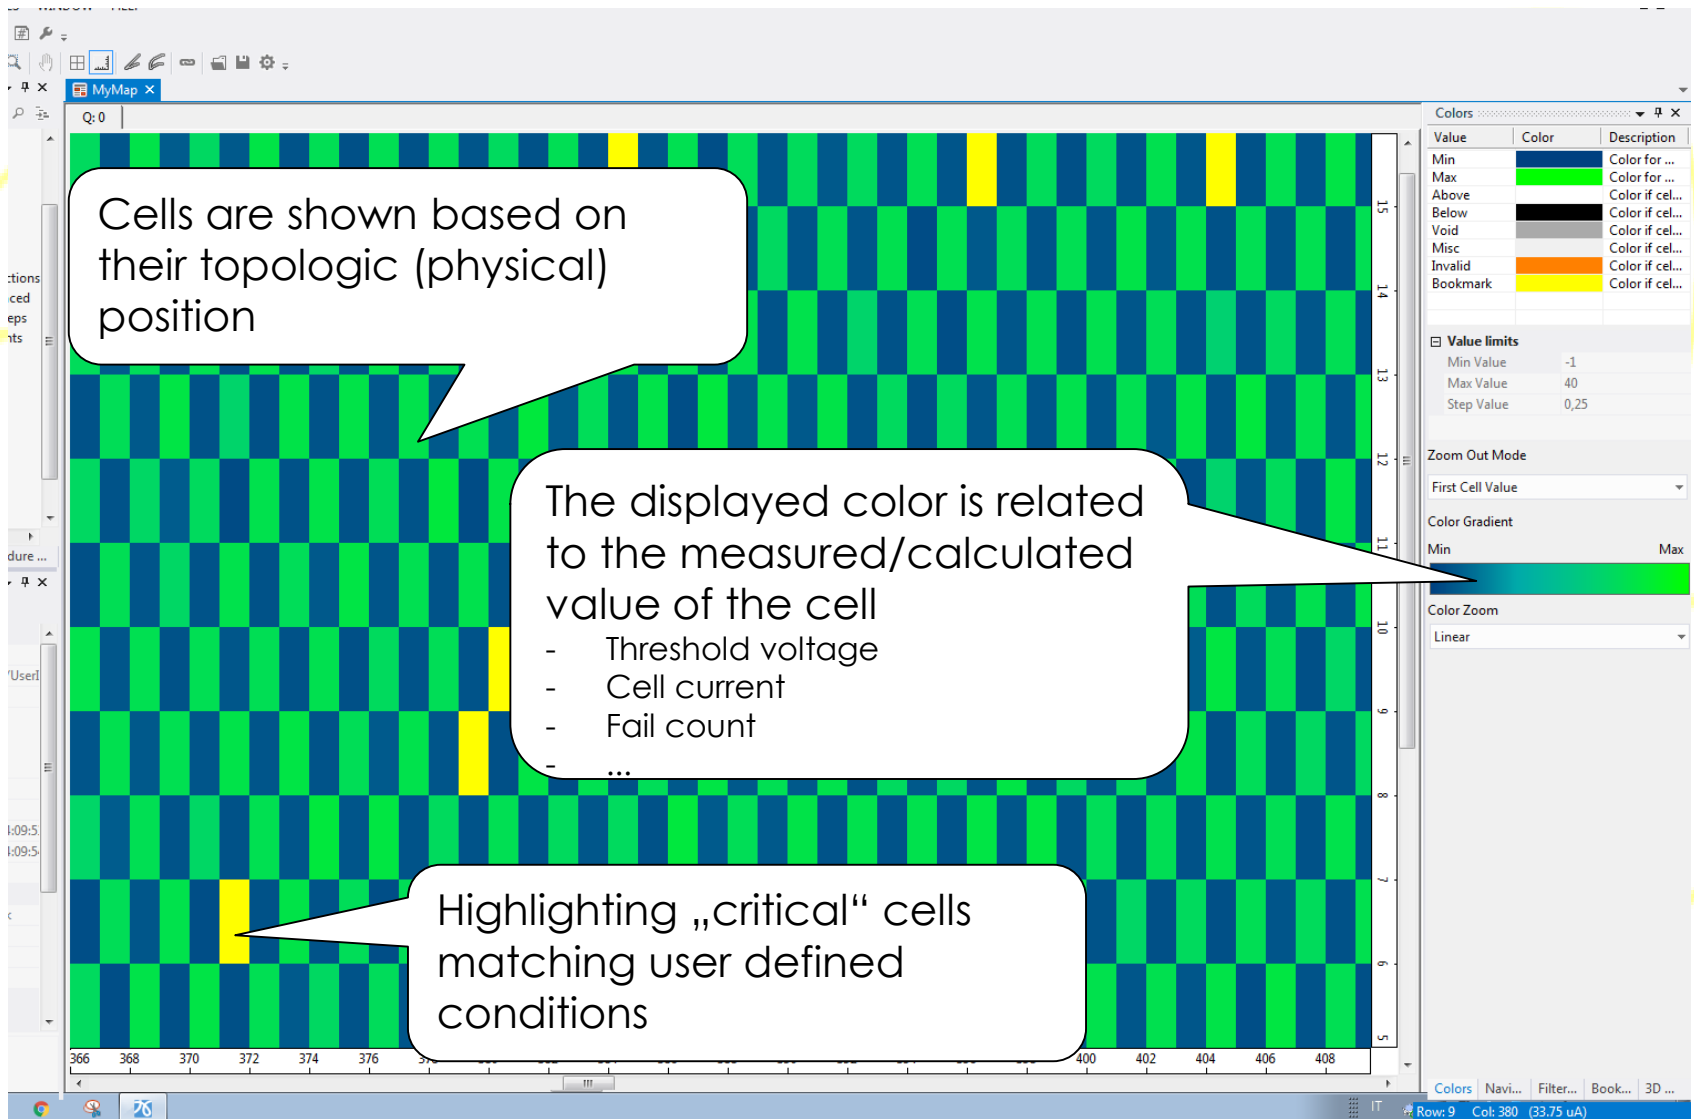 WINDOW
HELP
MyMap
Q: 0
Cells are shown based on
their topologic (physical)
position
The displayed color is related
to the measured/calculated
value of the cell
- Threshold voltage
- Cell current
- Fail count
- ...
Highlighting „critical“ cells
matching user defined
conditions
15
14
13
12
11
10
9
8
7
6
5
366 368 370 372 374 376 400 402 404 406 408
dure ...
Colors
Value Color Description
Min Color for ...
Max Color for ...
Above Color if cel...
Below Color if cel...
Void Color if cel...
Misc Color if cel...
Invalid Color if cel...
Bookmark Color if cel...
Value limits
Min Value -1
Max Value 40
Step Value 0,25
Zoom Out Mode
First Cell Value
Color Gradient
Min Max
Color Zoom
Linear
Colors Navi... Filter... Book... 3D ...
IT
Row: 9 Col: 380 (33.75 uA)